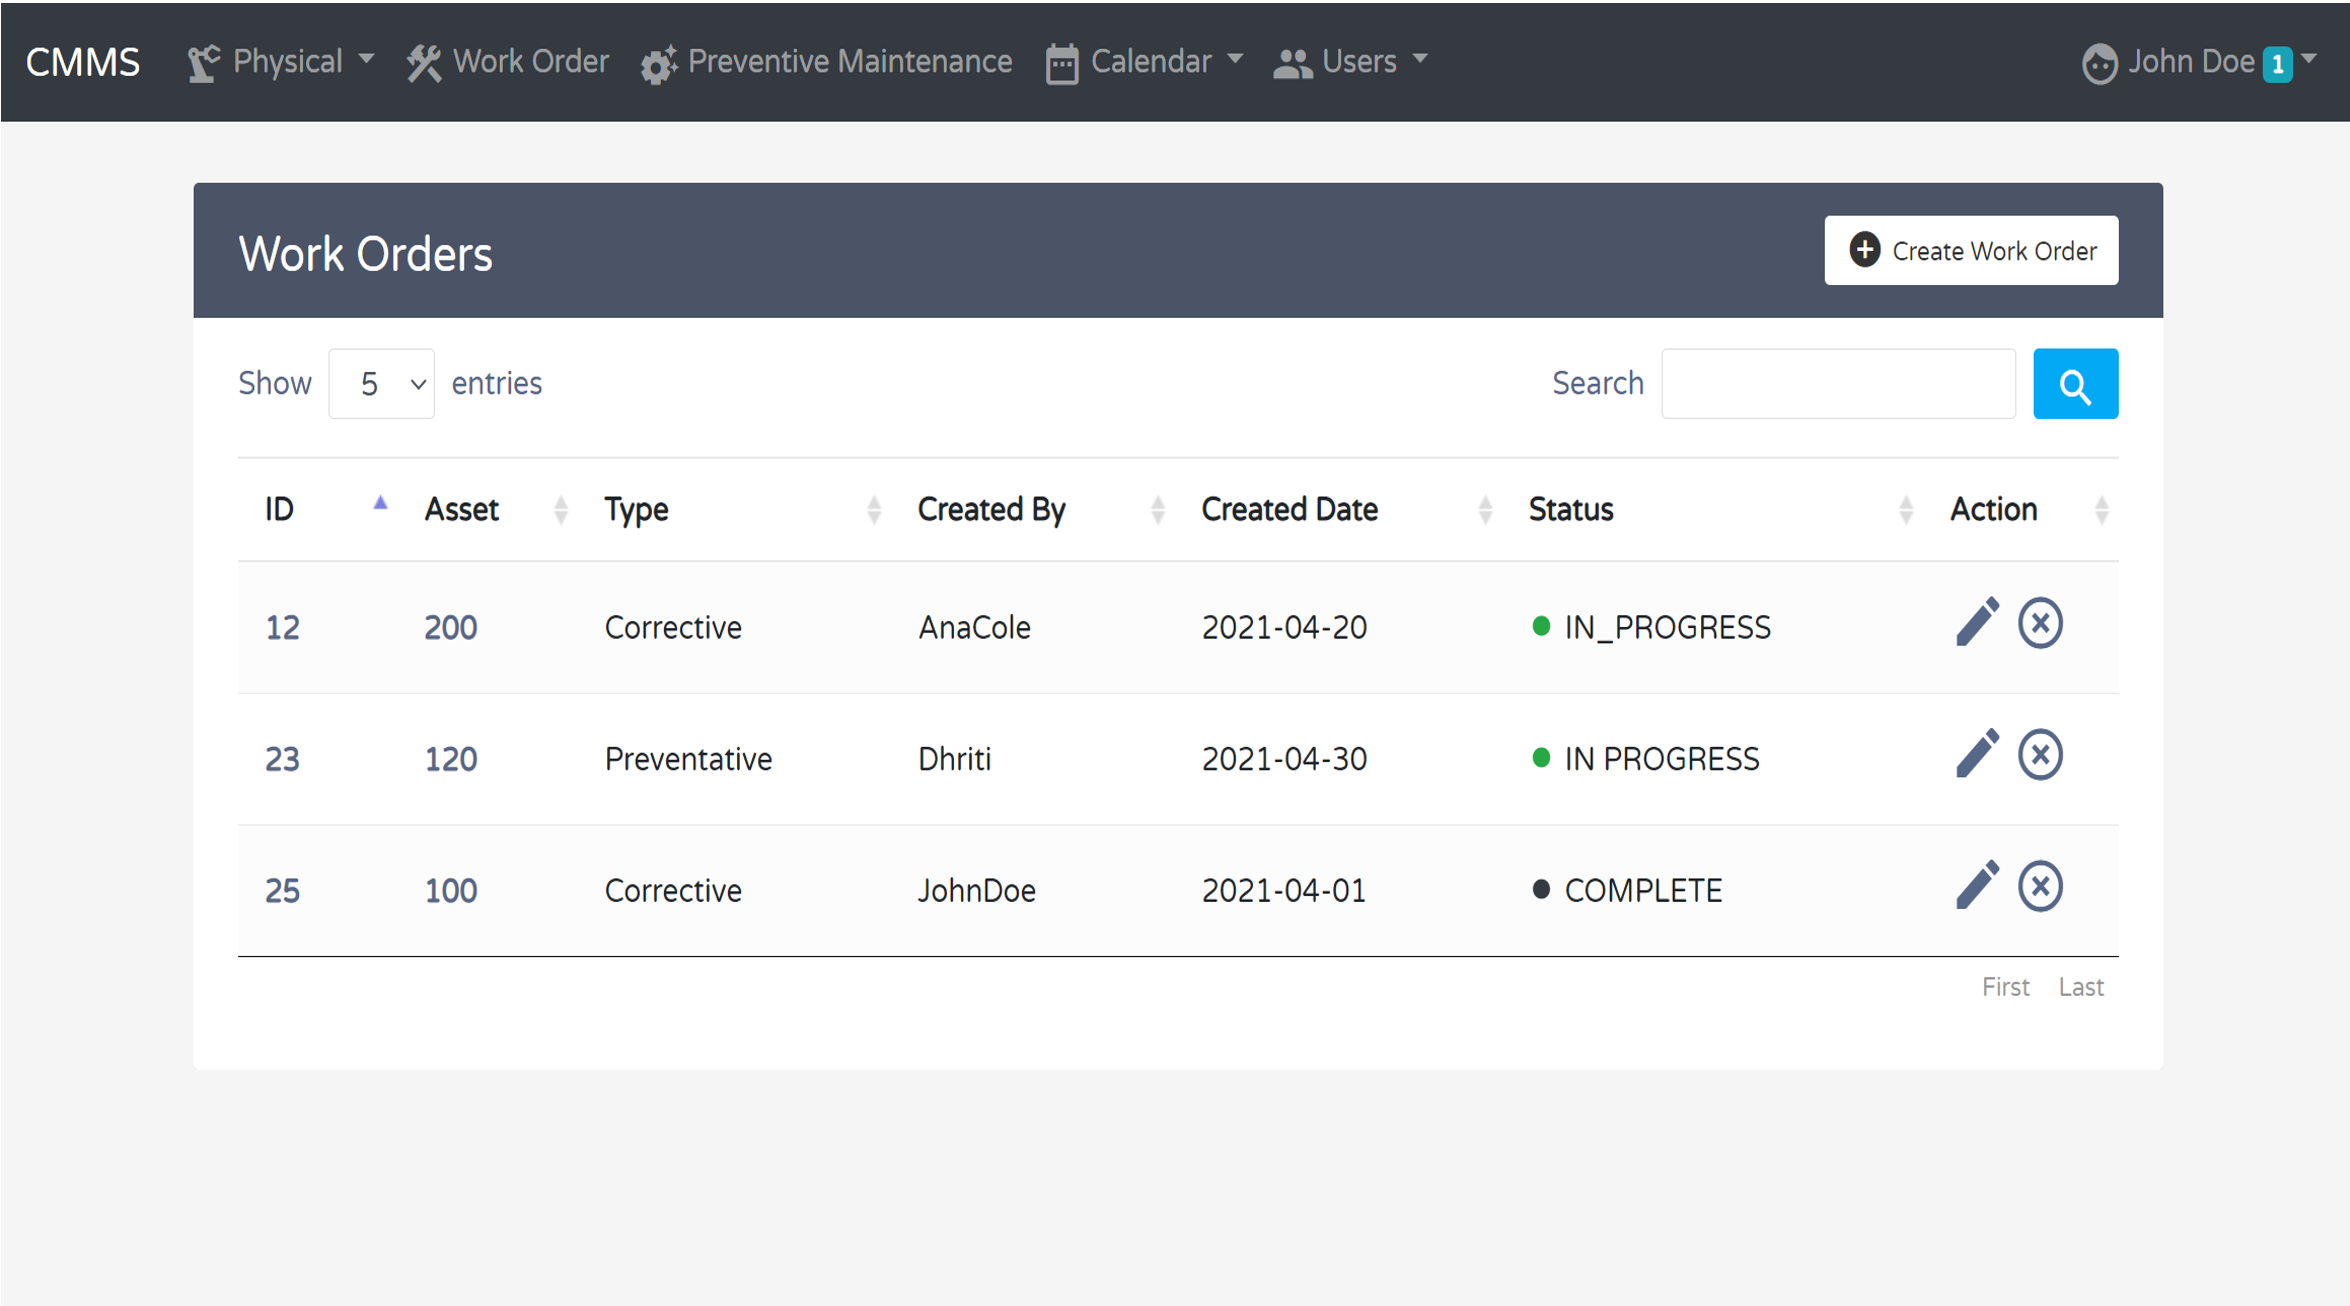 CMMS Physical Work Order Preventive Maintenance Calendar Users John Doe 1
Work Orders Create Work Order
Show 5 entries Search
ID Asset Type Created By Created Date Status Action
12 200 Corrective AnaCole 2021-04-20 IN_PROGRESS
23 120 Preventative Dhriti 2021-04-30 IN PROGRESS
25 100 Corrective JohnDoe 2021-04-01 COMPLETE
First Last